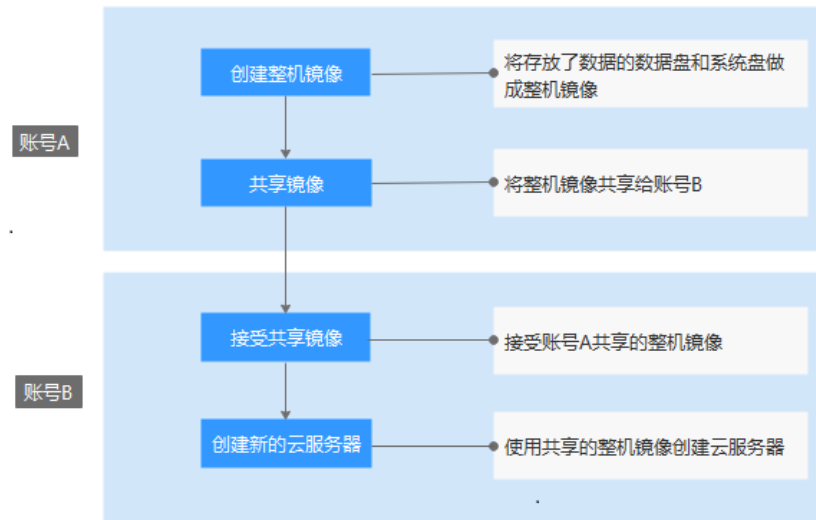 账号A
创建整机镜像
将存放了数据的数据盘和系统盘做
成整机镜像
共享镜像
将整机镜像共享给账号B
账号B
接受共享镜像
接受账号A共享的整机镜像
创建新的云服务器
使用共享的整机镜像创建云服务器